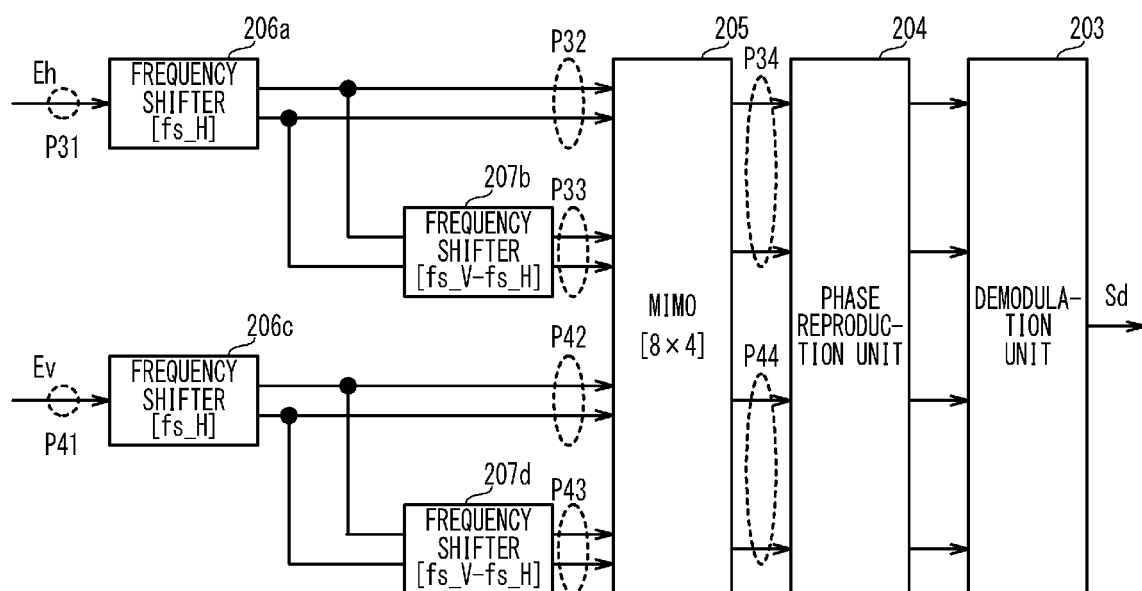 206a
P32
205
P34
204
203
Eh
P31
FREQUENCY
SHIFTER
[fs_H]
207b
P33
FREQUENCY
SHIFTER
[fs_V-fs_H]
206c
Ev
P41
FREQUENCY
SHIFTER
[fs_H]
P42
207d
P43
FREQUENCY
SHIFTER
[fs_V-fs_H]
MIMO
[8×4]
P44
PHASE
REPRODUC-
TION UNIT
DEMODULA-
TION
UNIT
Sd